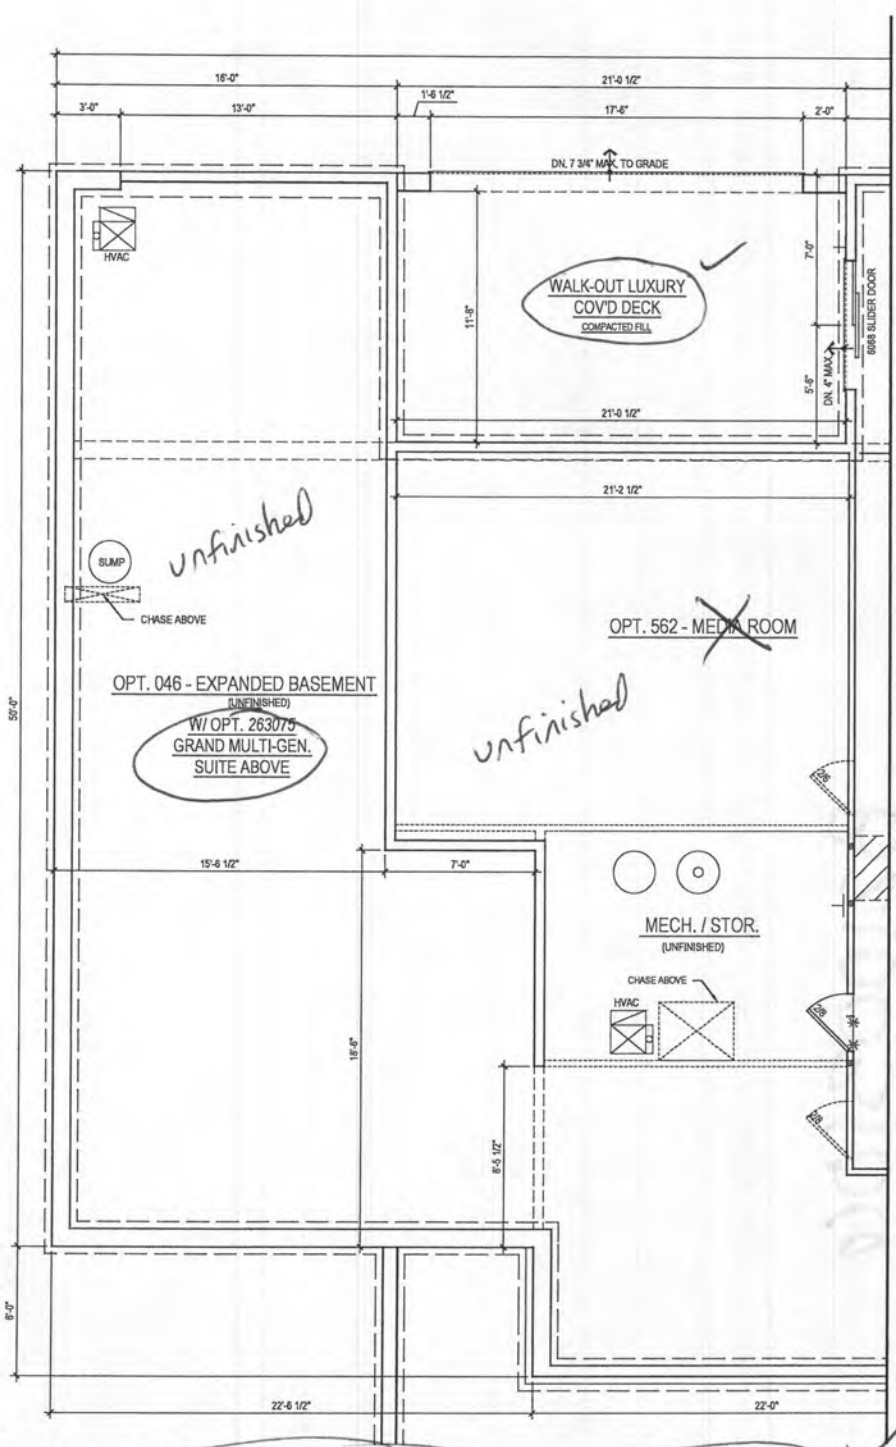 16'-0"
21'-0 1/2"
3'-0"
13'-0"
1'-6 1/2"
17'-6"
2'-0"
DN. 7 3/4" MAX. TO GRADE
HVAC
WALK-OUT LUXURY
COV'D DECK
COMPACTED FILL
11'-8"
7'-0"
6068 SLIDER DOOR
DN. 4" MAX.
5'-6"
21'-0 1/2"
21'-2 1/2"
unfinished
SUMP
CHASE ABOVE
OPT. 562 - MEDIA ROOM
OPT. 046 - EXPANDED BASEMENT
(UNFINISHED)
W/ OPT. 263075
GRAND MULTI-GEN.
SUITE ABOVE
unfinished
50'-0"
2/6
15'-6 1/2"
7'-0"
MECH. / STOR.
(UNFINISHED)
CHASE ABOVE
HVAC
2/8
18'-6"
8'-5 1/2"
2/8
6'-0"
22'-6 1/2"
22'-0"